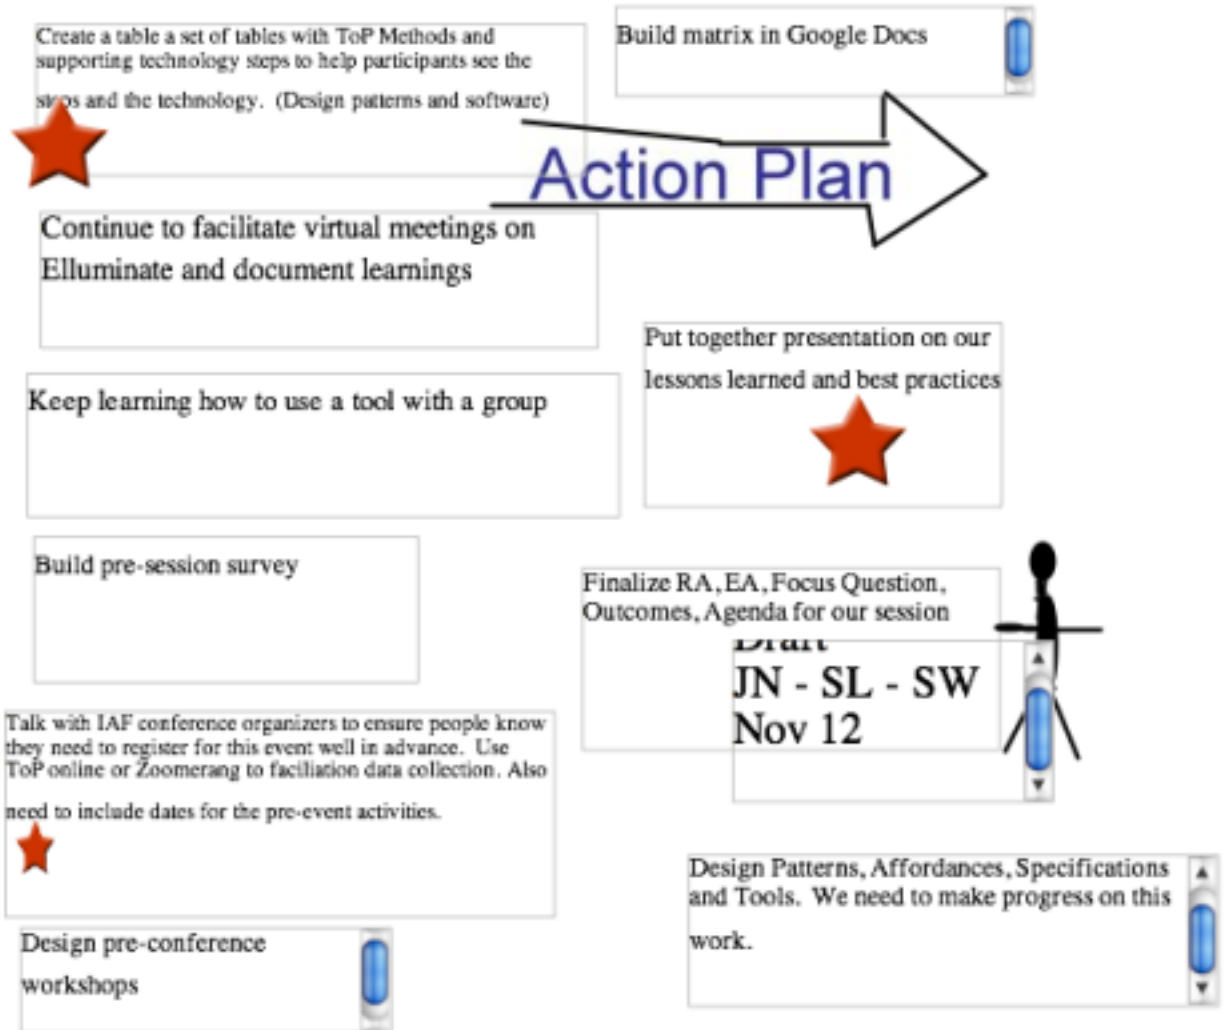 Create a table a set of tables with ToP Methods and
supporting technology steps to help participants see the
steps and the technology. (Design patterns and software)
Build matrix in Google Docs
Action Plan
Continue to facilitate virtual meetings on
Elluminate and document learnings
Put together presentation on our
lessons learned and best practices
Keep learning how to use a tool with a group
Build pre-session survey
Finalize RA, EA, Focus Question,
Outcomes, Agenda for our session
Draft
JN - SL - SW
Nov 12
Talk with IAF conference organizers to ensure people know
they need to register for this event well in advance. Use
ToP online or Zoomerang to faciliation data collection. Also
need to include dates for the pre-event activities.
Design Patterns, Affordances, Specifications
and Tools. We need to make progress on this
work.
Design pre-conference
workshops